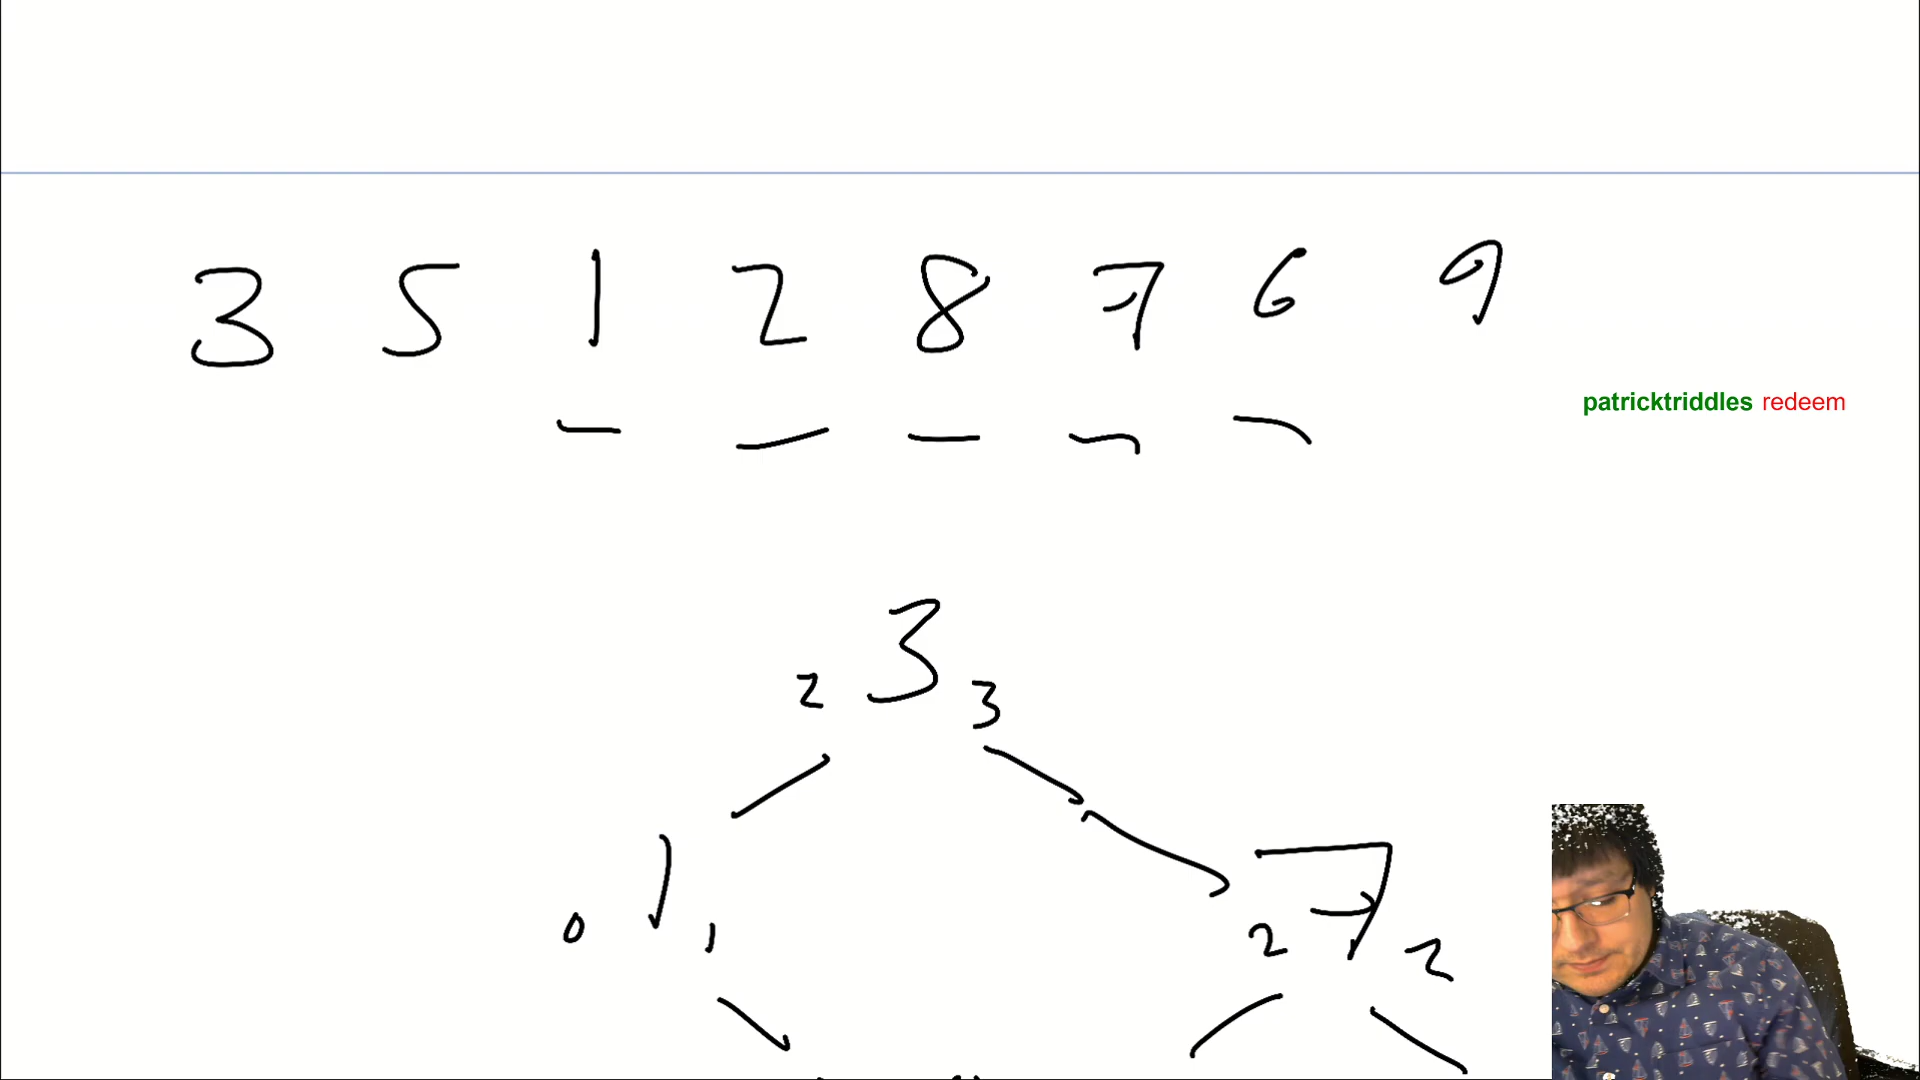 3 5 1 2 8 7 6 9
patricktriddles redeem
3
2 3
1 7
0 1 2 2